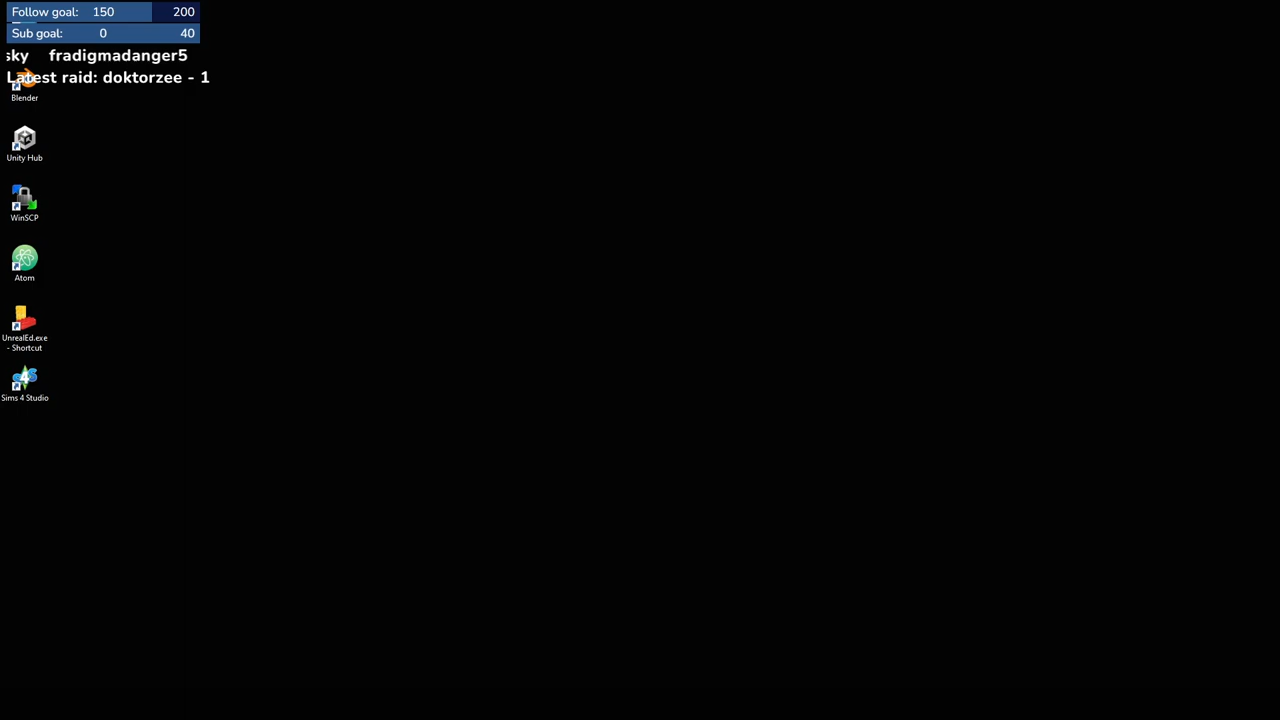 Follow goal: 150 200
Sub goal: 0 40
sky fradigmadanger5
Latest raid: doktorzee - 1
Blender
Unity Hub
WinSCP
Atom
UnrealEd.exe
- Shortcut
Sims 4 Studio